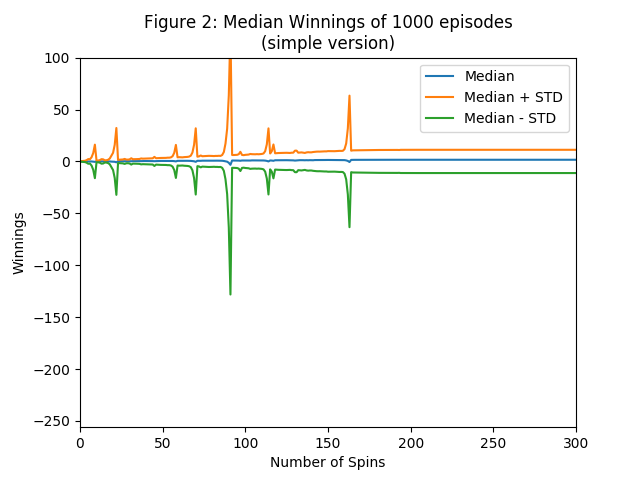 Figure 2: Median Winnings of 1000 episodes
(simple version)
Median
Median + STD
Median - STD
100
50
0
−50
−100
−150
−200
−250
Winnings
0 50 100 150 200 250 300
Number of Spins